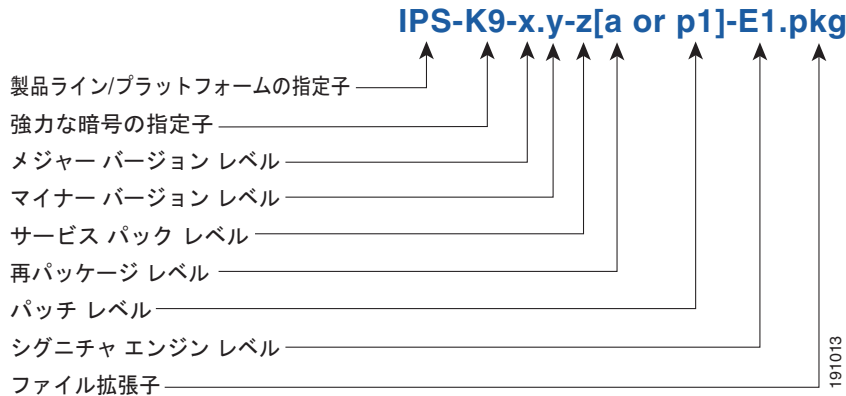 IPS-K9-x.y-z[a or p1]-E1.pkg
製品ライン/プラットフォームの指定子
強力な暗号の指定子
メジャー バージョン レベル
マイナー バージョン レベル
サービス パック レベル
再パッケージ レベル
パッチ レベル
シグニチャ エンジン レベル
ファイル拡張子
191013